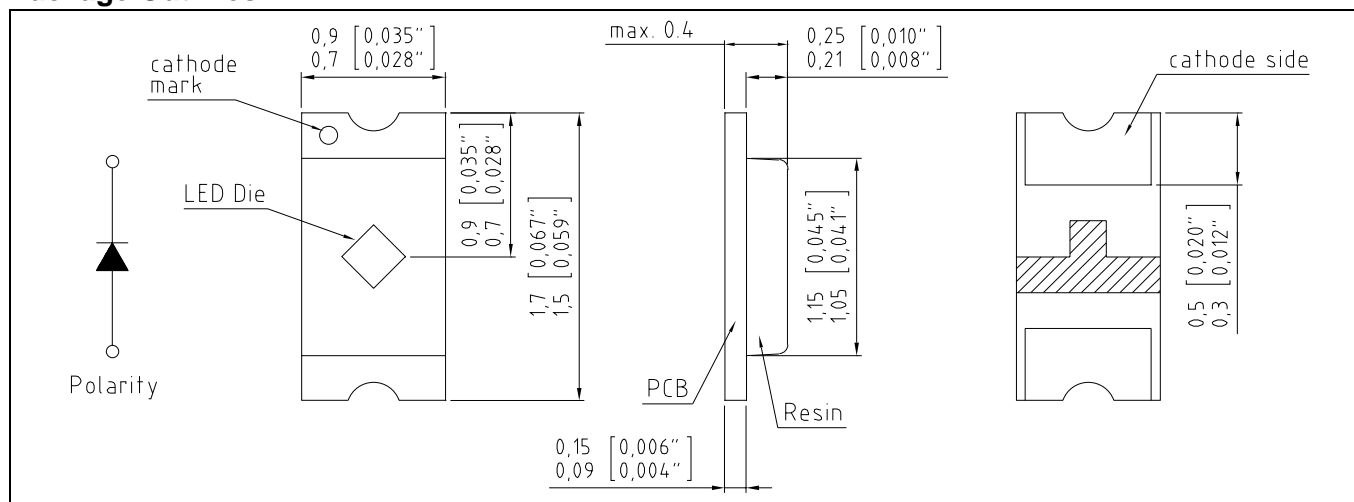 0,9 [0,035"]
0,7 [0,028"]
max. 0.4
0,25 [0,010"]
0,21 [0,008"]
cathode
mark
cathode side
LED Die
0,9 [0,035"]
0,7 [0,028"]
1,7 [0,067"]
1,5 [0,059"]
1,15 [0,045"]
1,05 [0,041"]
0,5 [0,020"]
0,3 [0,012"]
Polarity
PCB
Resin
0,15 [0,006"]
0,09 [0,004"]